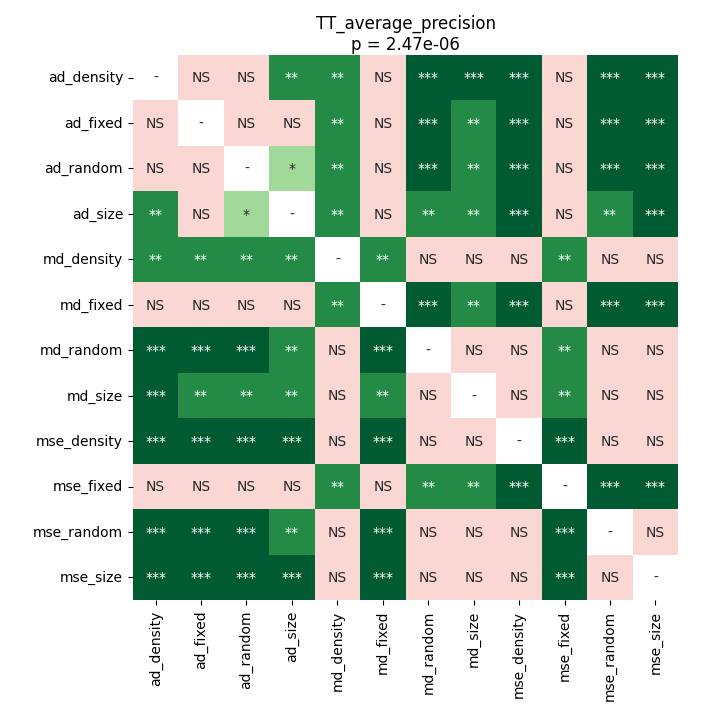 TT_average_precision
p = 2.47e-06
ad_density - NS NS ** ** NS *** *** *** NS *** ***
ad_fixed NS - NS NS ** NS *** ** *** NS *** ***
ad_random NS NS - * ** NS *** ** *** NS *** ***
ad_size ** NS * - ** NS ** ** *** NS ** ***
md_density ** ** ** ** - ** NS NS NS ** NS NS
md_fixed NS NS NS NS ** - *** ** *** NS *** ***
md_random *** *** *** ** NS *** - NS NS ** NS NS
md_size *** ** ** ** NS ** NS - NS ** NS NS
mse_density *** *** *** *** NS *** NS NS - *** NS NS
mse_fixed NS NS NS NS ** NS ** ** *** - *** ***
mse_random *** *** *** ** NS *** NS NS NS *** - NS
mse_size *** *** *** *** NS *** NS NS NS *** NS -
ad_density
ad_fixed
ad_random
ad_size
md_density
md_fixed
md_random
md_size
mse_density
mse_fixed
mse_random
mse_size